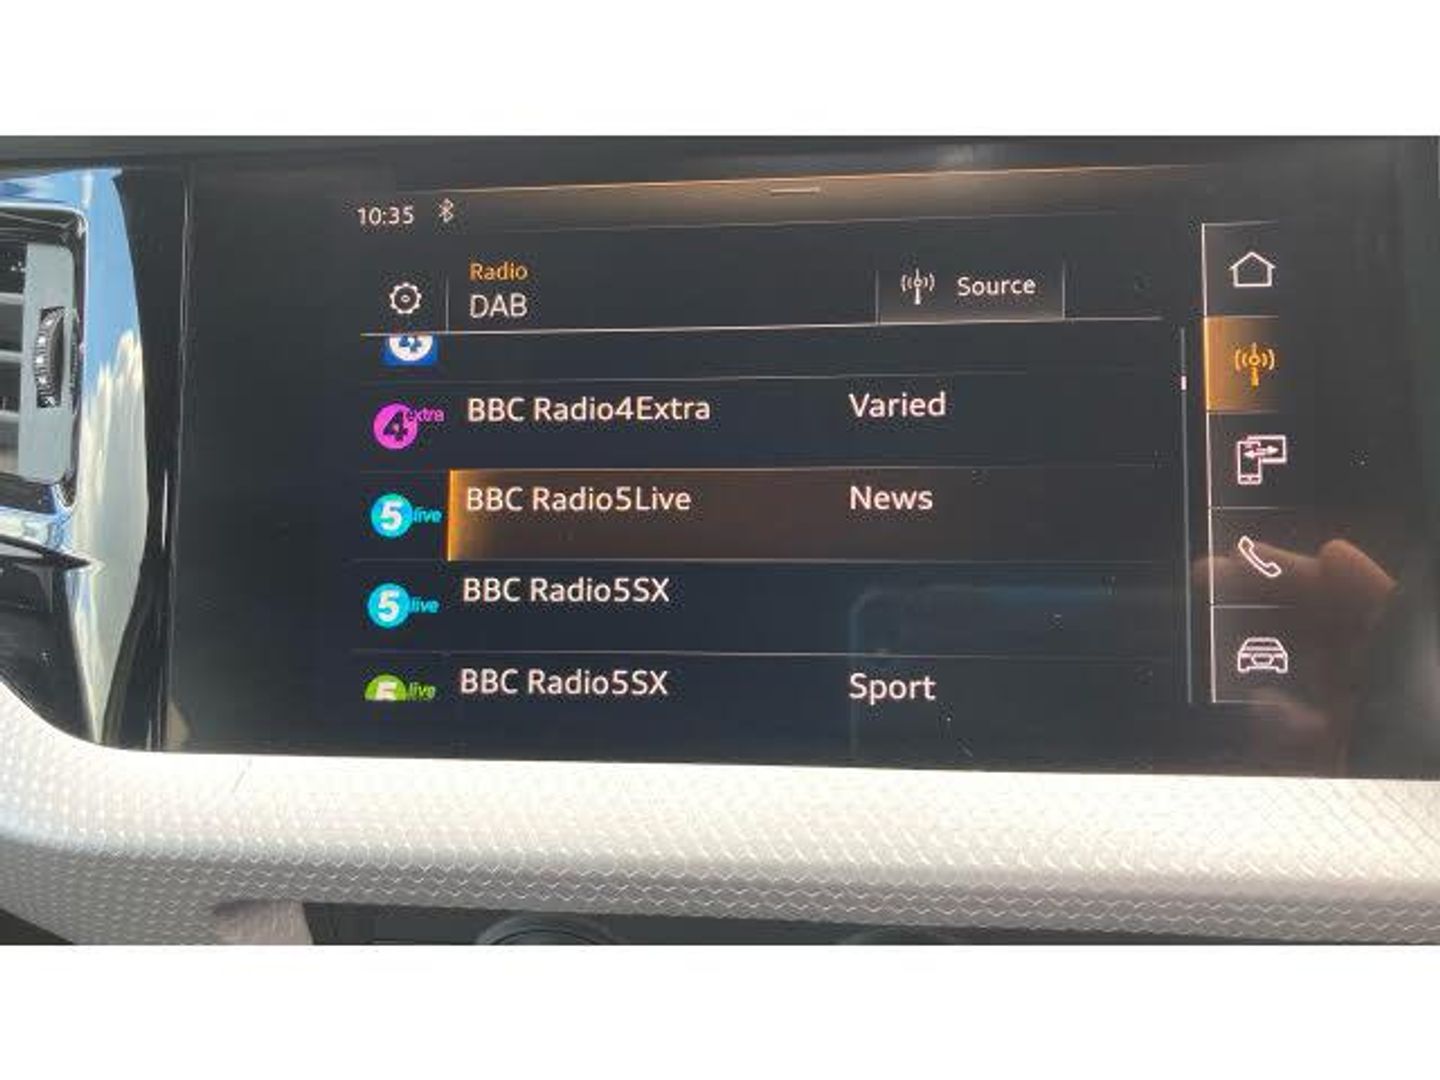 10:35
Radio
DAB
Source
4
4 extra BBC Radio4Extra Varied
5 live BBC Radio5Live News
5 live BBC Radio5SX
5 live BBC Radio5SX Sport